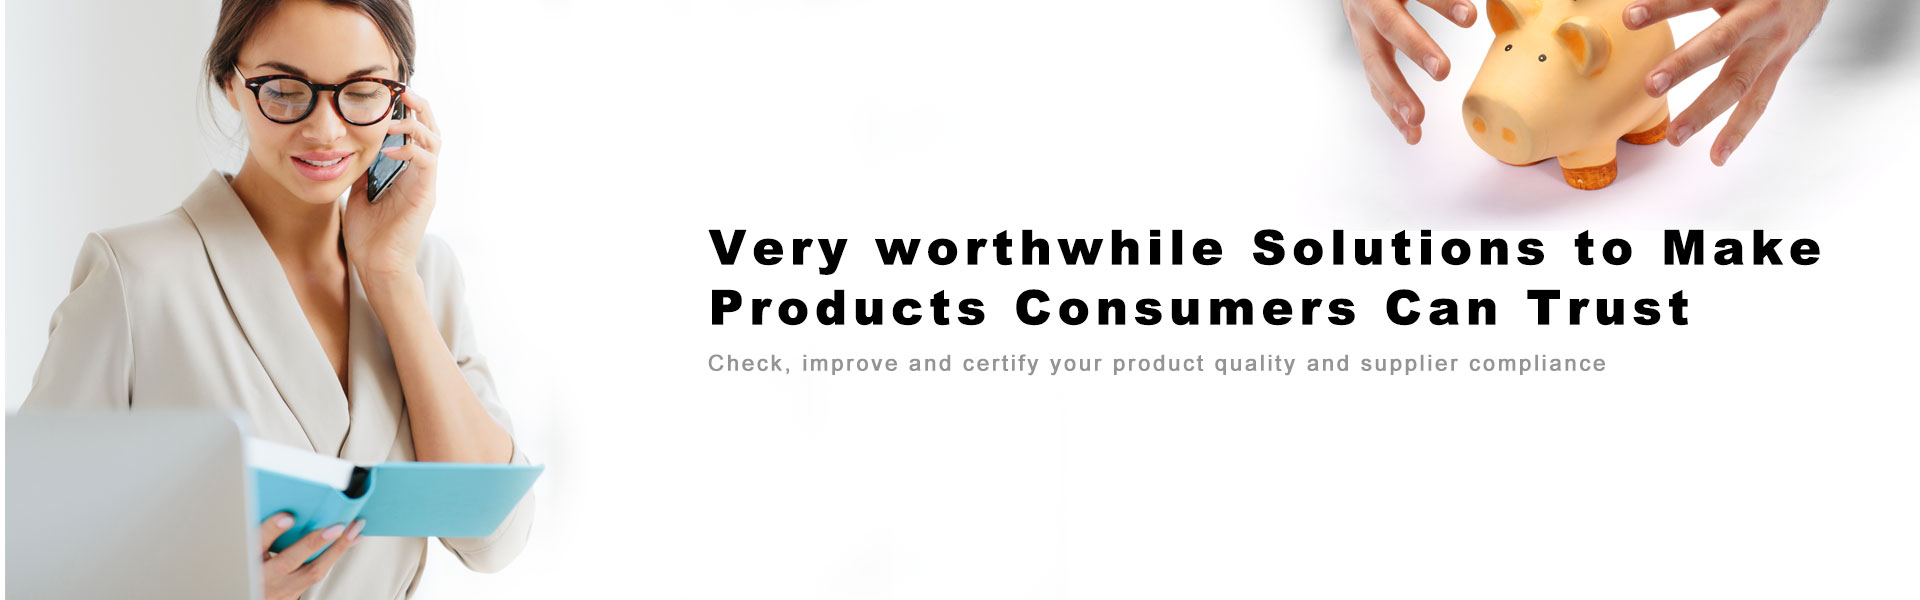 Very worthwhile Solutions to Make
Products Consumers Can Trust
Check, improve and certify your product quality and supplier compliance